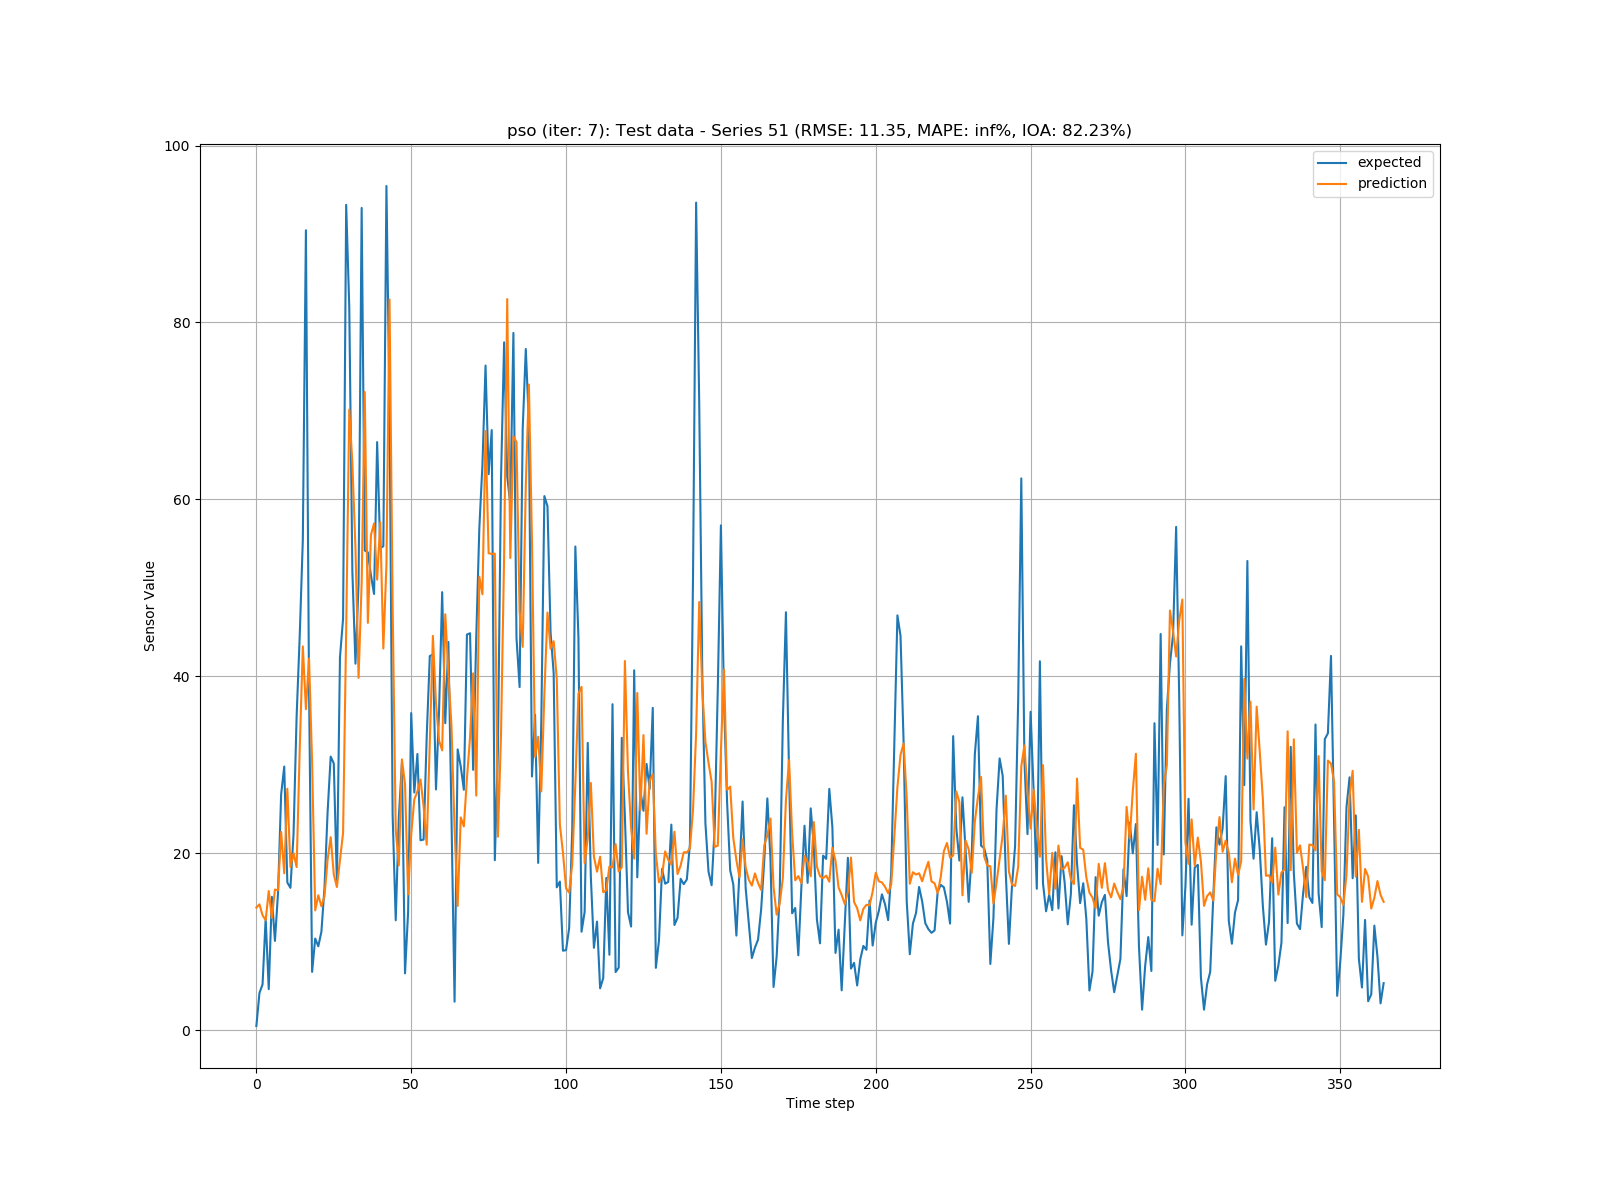 pso (iter: 7): Test data - Series 51 (RMSE: 11.35, MAPE: inf%, IOA: 82.23%)
expected
prediction
100
80
60
40
20
0
Sensor Value
0 50 100 150 200 250 300 350
Time step